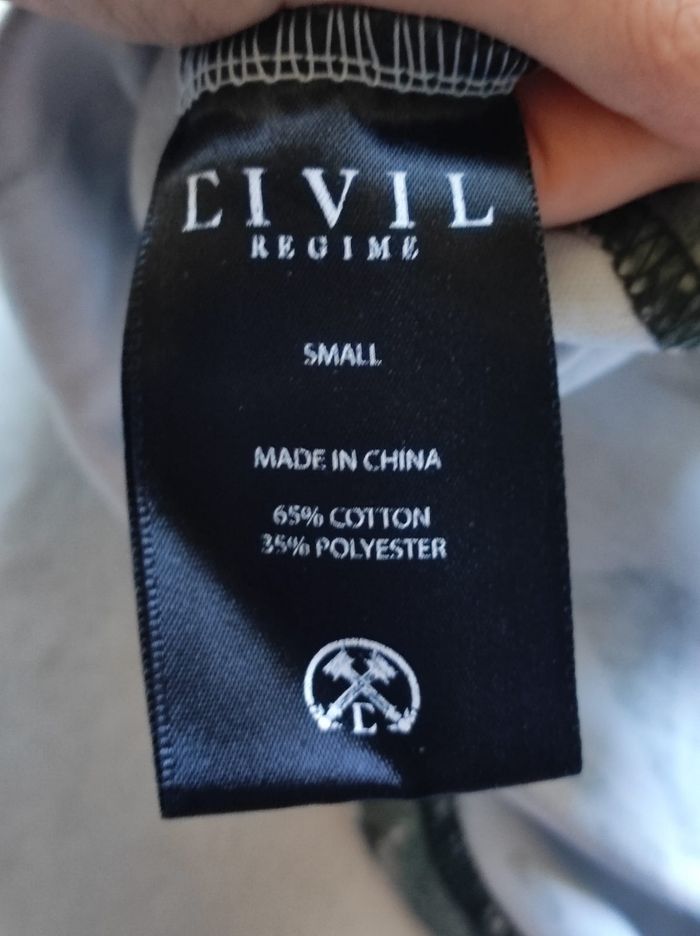 CIVIL
REGIME
SMALL
MADE IN CHINA
65% COTTON
35% POLYESTER
C